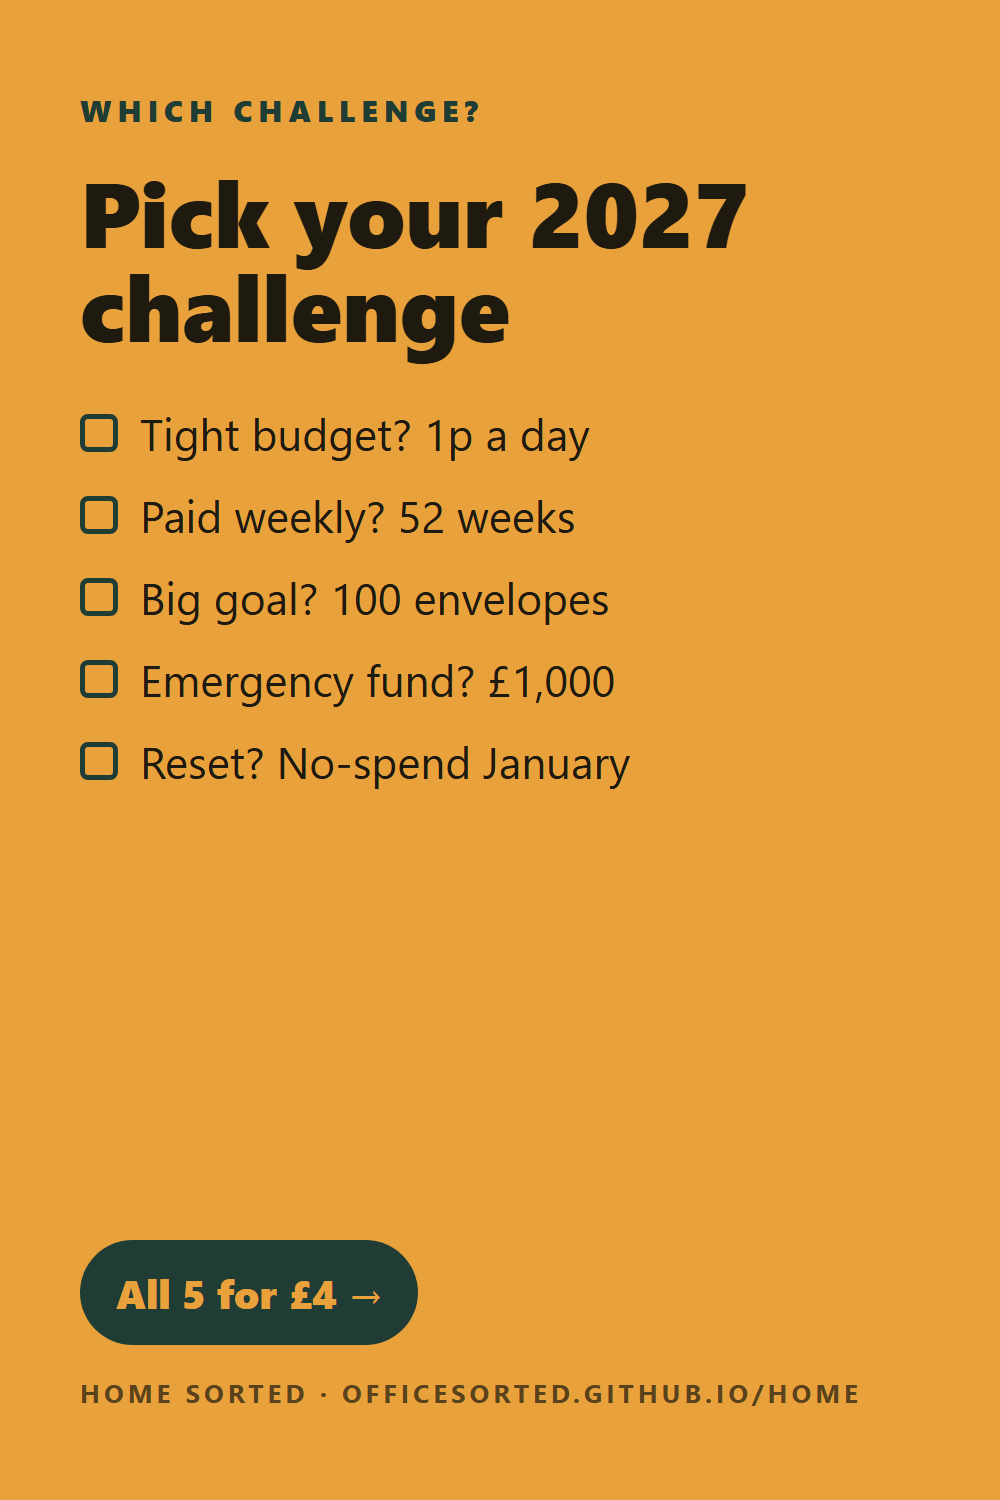 WHICH CHALLENGE?
Pick your 2027
challenge
Tight budget? 1p a day
Paid weekly? 52 weeks
Big goal? 100 envelopes
Emergency fund? £1,000
Reset? No-spend January
All 5 for £4 →
HOME SORTED · OFFICESORTED.GITHUB.IO/HOME